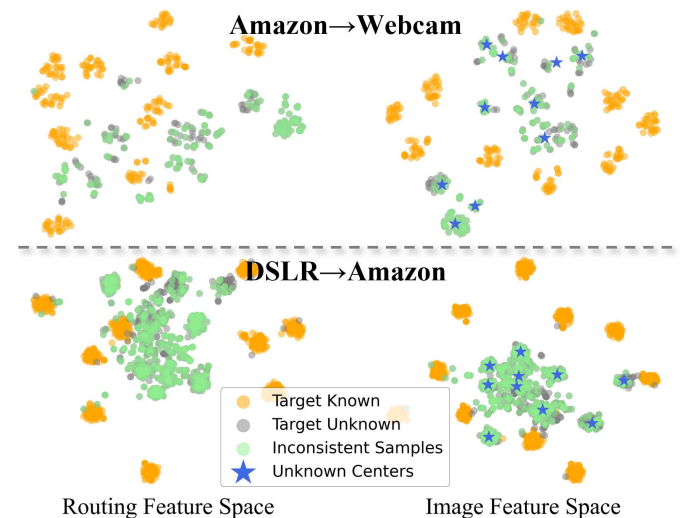 Amazon→Webcam
DSLR→Amazon
Target Known
Target Unknown
Inconsistent Samples
Unknown Centers
Routing Feature Space
Image Feature Space